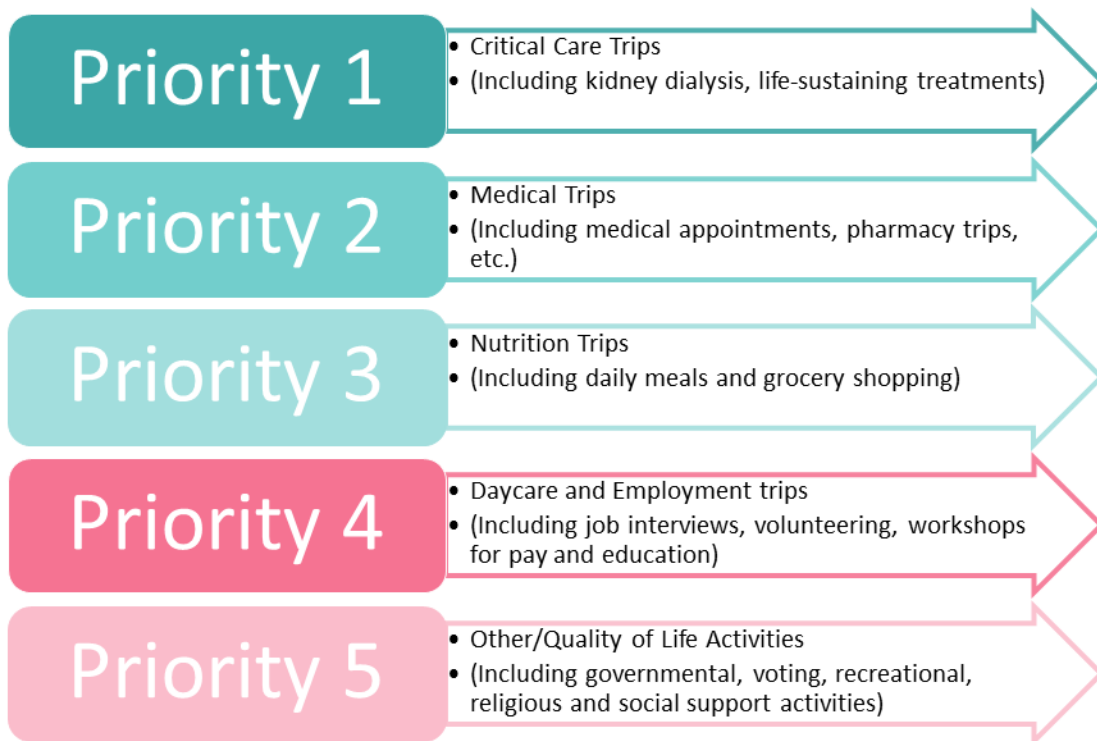 Priority 1
• Critical Care Trips
• (Including kidney dialysis, life-sustaining treatments)
Priority 2
• Medical Trips
• (Including medical appointments, pharmacy trips,
etc.)
Priority 3
• Nutrition Trips
• (Including daily meals and grocery shopping)
Priority 4
• Daycare and Employment trips
• (Including job interviews, volunteering, workshops
for pay and education)
Priority 5
• Other/Quality of Life Activities
• (Including governmental, voting, recreational,
religious and social support activities)